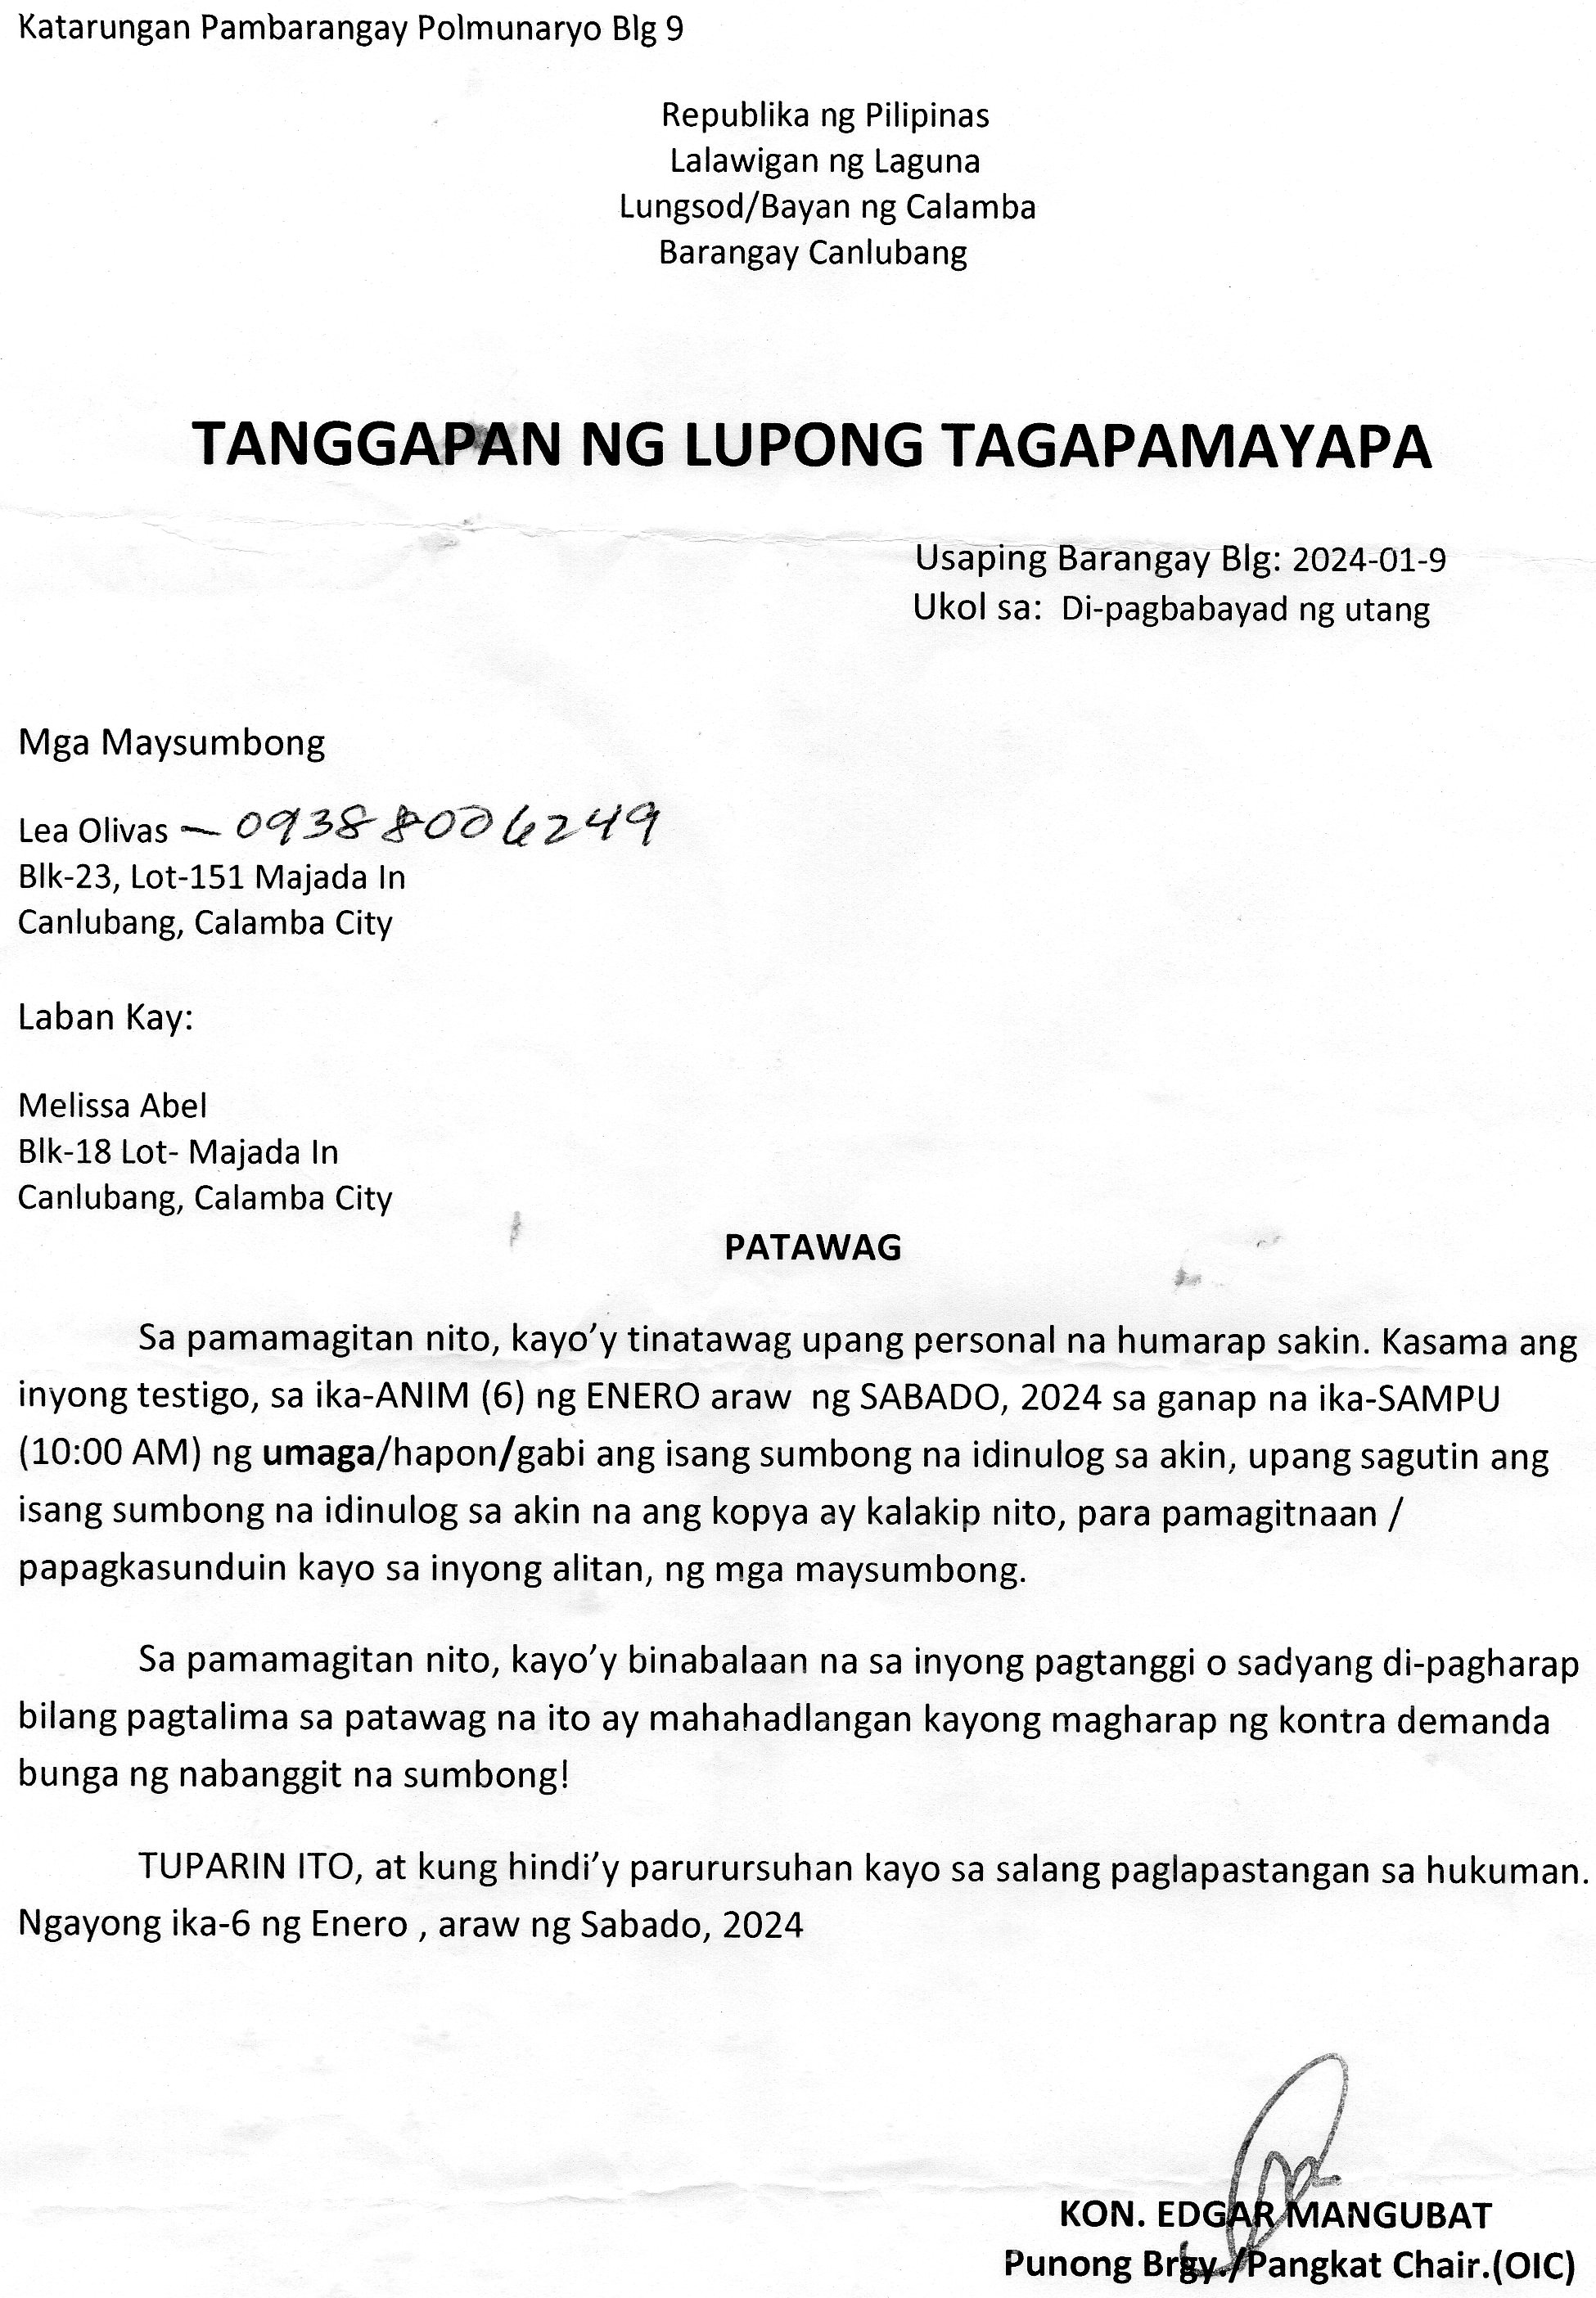 Katarungan Pambarangay Polmunaryo Blg 9
Republika ng Pilipinas
Lalawigan ng Laguna
Lungsod/Bayan ng Calamba
Barangay Canlubang
TANGGAPAN NG LUPONG TAGAPAMAYAPA
Usaping Barangay Blg: 2024-01-9
Ukol sa: Di-pagbabayad ng utang
Mga Maysumbong
Lea Olivas — 09388006249
Blk-23, Lot-151 Majada In
Canlubang, Calamba City
Laban Kay:
Melissa Abel
Blk-18 Lot- Majada In
Canlubang, Calamba City
PATAWAG
Sa pamamagitan nito, kayo’y tinatawag upang personal na humarap sakin. Kasama ang
inyong testigo, sa ika-ANIM (6) ng ENERO araw ng SABADO, 2024 sa ganap na ika-SAMPU
(10:00 AM) ng umaga/hapon/gabi ang isang sumbong na idinulog sa akin, upang sagutin ang
isang sumbong na idinulog sa akin na ang kopya ay kalakip nito, para pamagitnaan /
papagkasunduin kayo sa inyong alitan, ng mga maysumbong.
Sa pamamagitan nito, kayo’y binabalaan na sa inyong pagtanggi o sadyang di-pagharap
bilang pagtalima sa patawag na ito ay mahahadlangan kayong magharap ng kontra demanda
bunga ng nabanggit na sumbong!
TUPARIN ITO, at kung hindi’y parurursuhan kayo sa salang paglapastangan sa hukuman.
Ngayong ika-6 ng Enero , araw ng Sabado, 2024
KON. EDGAR MANGUBAT
Punong Brgy./Pangkat Chair.(OIC)